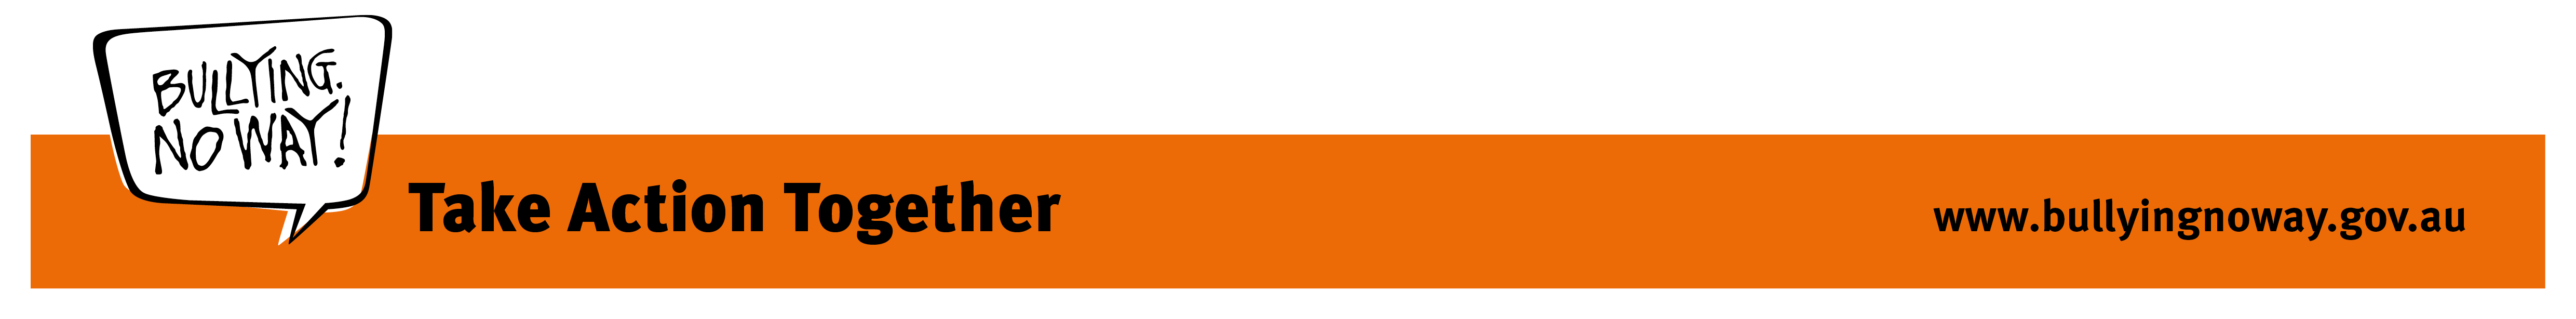 BULLYING.
NO WAY!
Take Action Together
www.bullyingnoway.gov.au